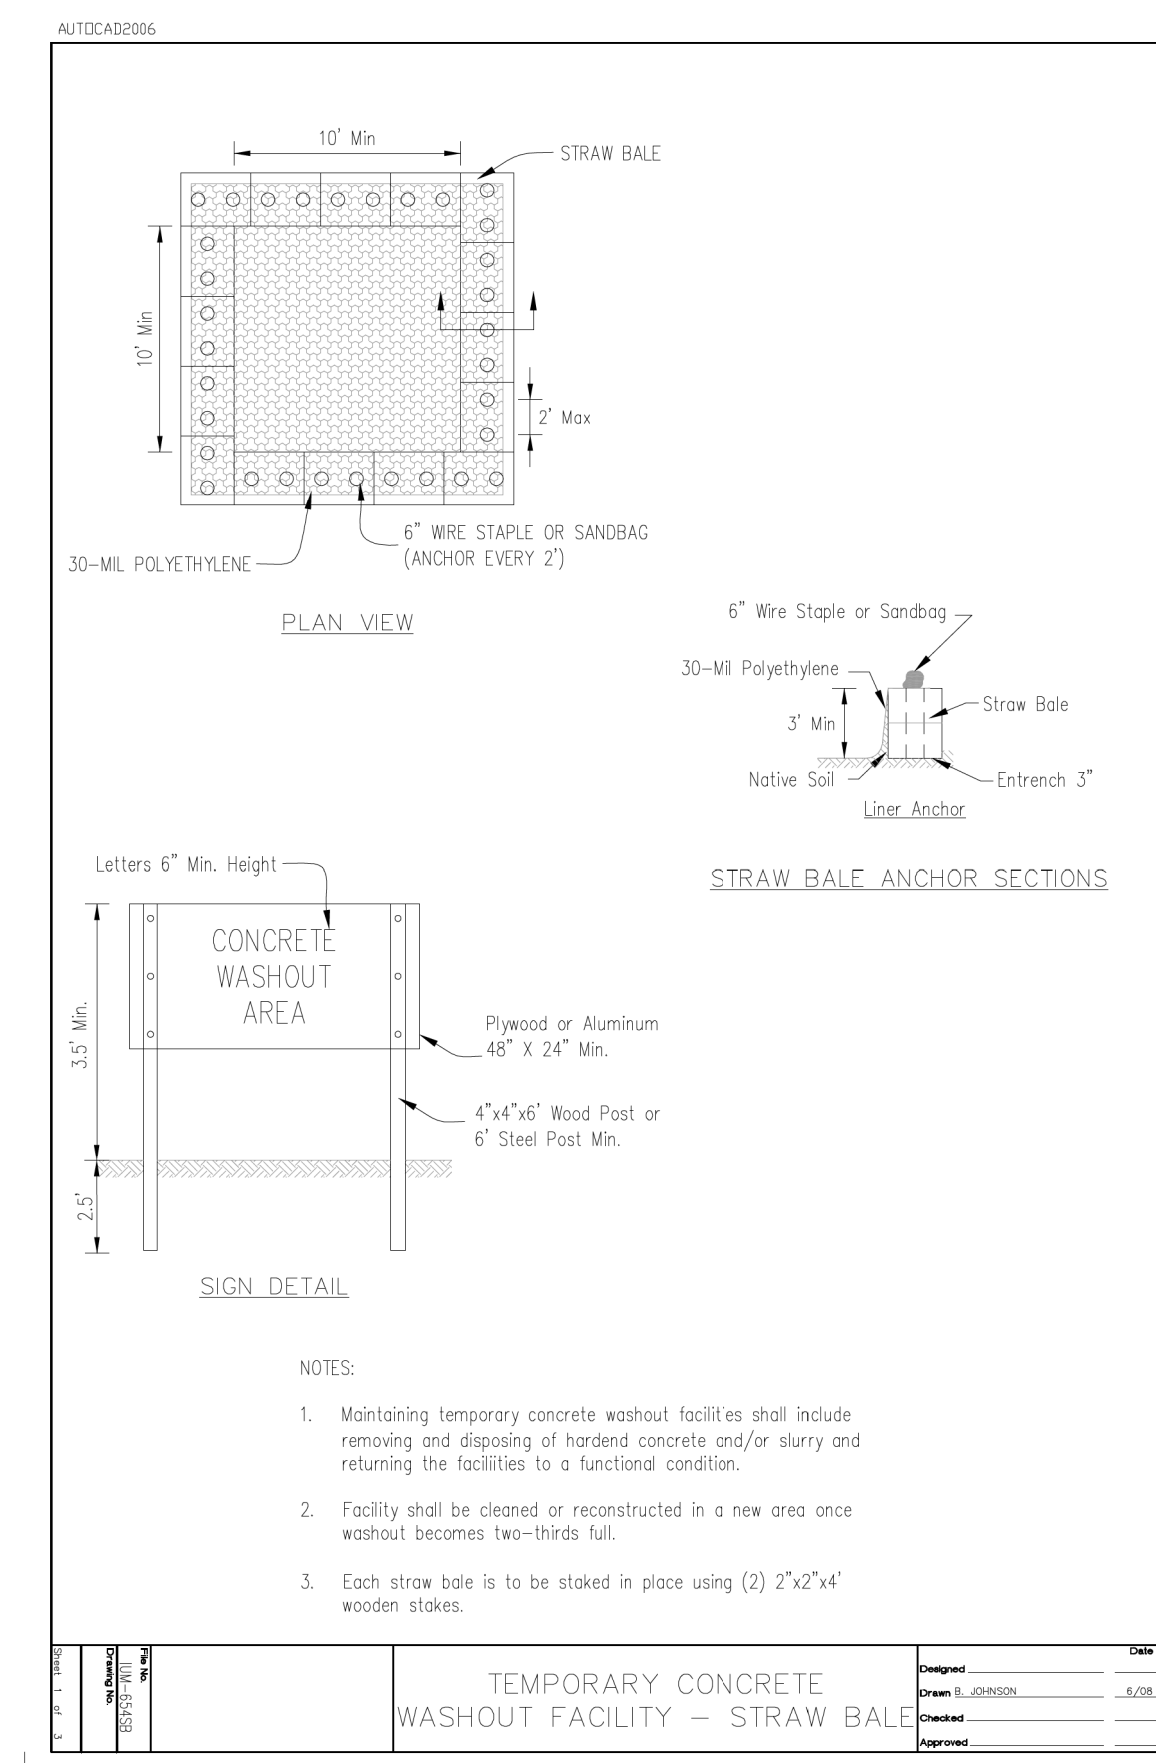 AUTOCAD2006
10' Min
STRAW BALE
10' Min
2' Max
6" WIRE STAPLE OR SANDBAG
(ANCHOR EVERY 2')
30-MIL POLYETHYLENE
PLAN VIEW
6" Wire Staple or Sandbag
30-Mil Polyethylene
Straw Bale
3' Min
Native Soil
Entrench 3"
Liner Anchor
STRAW BALE ANCHOR SECTIONS
Letters 6" Min. Height
CONCRETE
WASHOUT
AREA
3.5' Min.
Plywood or Aluminum
48" X 24" Min.
4"x4"x6' Wood Post or
6' Steel Post Min.
2.5'
SIGN DETAIL
NOTES:
1. Maintaining temporary concrete washout facilities shall include
removing and disposing of hardend concrete and/or slurry and
returning the faciliities to a functional condition.
2. Facility shall be cleaned or reconstructed in a new area once
washout becomes two-thirds full.
3. Each straw bale is to be staked in place using (2) 2"x2"x4'
wooden stakes.
Sheet 1 of 3
Drawing No.
File No.
IUM-654SB
TEMPORARY CONCRETE
WASHOUT FACILITY - STRAW BALE
Date
Designed
Drawn B. JOHNSON 6/08
Checked
Approved